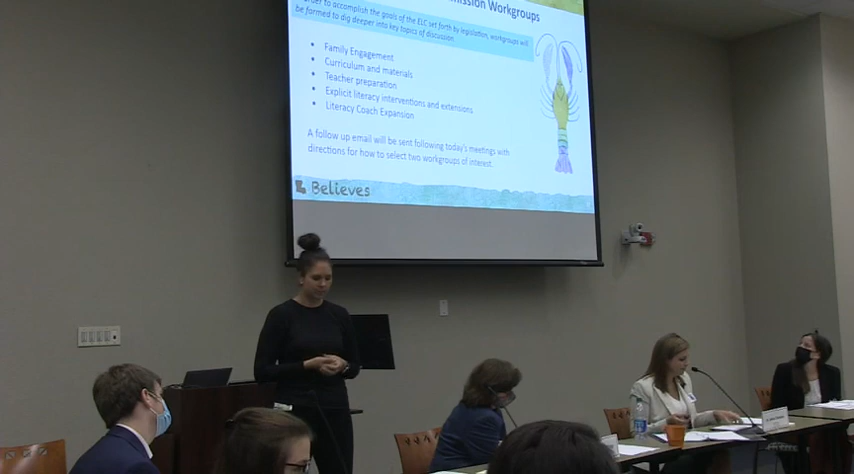 mission Workgroups
order to accomplish the goals of the ELC set forth by legislation, workgroups will
be formed to dig deeper into key topics of discussion
• Family Engagement
• Curriculum and materials
• Teacher preparation
• Explicit literacy interventions and extensions
• Literacy Coach Expansion
A follow up email will be sent following today's meetings with
directions for how to select two workgroups of interest.
Believes